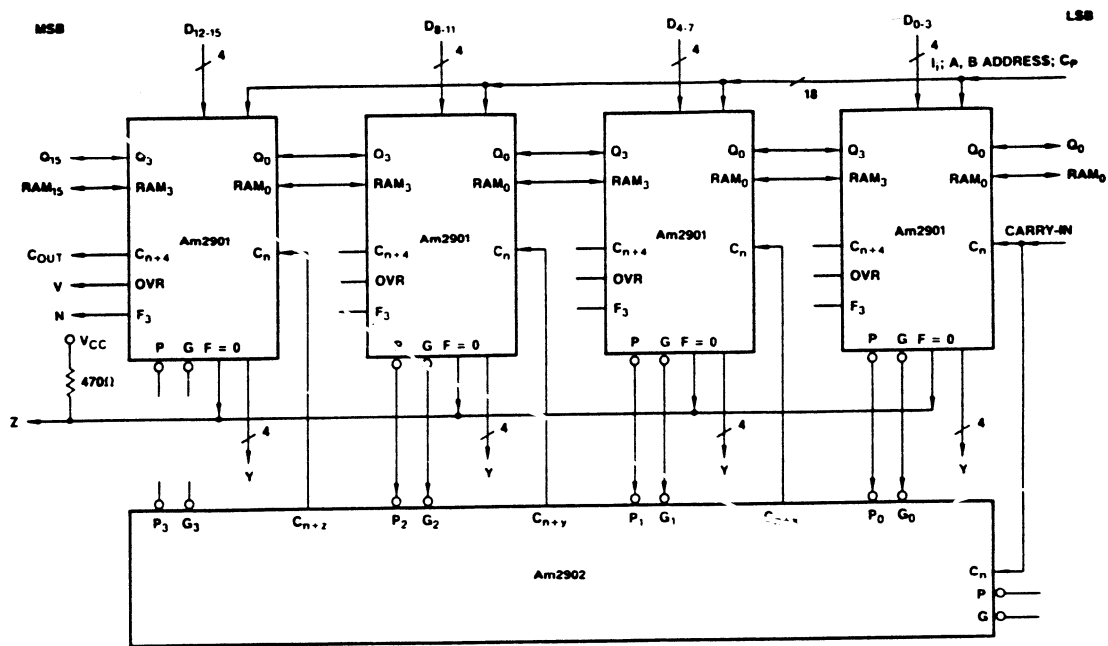 MSB D12-15 D8-11 D4-7 D0-3 LSB
4 4 4 4
Ii; A, B ADDRESS; CP
18
Q15 Q3 Q0 Q3 Q0 Q3 Q0 Q3 Q0 Q0
RAM15 RAM3 RAM0 RAM3 RAM0 RAM3 RAM0 RAM3 RAM0 RAM0
Am2901 Am2901 Am2901 Am2901
CARRY-IN
COUT Cn+4 Cn Cn+4 Cn Cn+4 Cn Cn+4 Cn
V OVR OVR OVR OVR
N F3 F3 F3 F3
VCC
P G F = 0 G F = 0 P G F = 0 P G F = 0
470Ω
Z
4 4 4 4
Y Y Y Y
P3 G3 Cn+z P2 G2 Cn+y P1 G1 P0 G0
Am2902
Cn
P
G